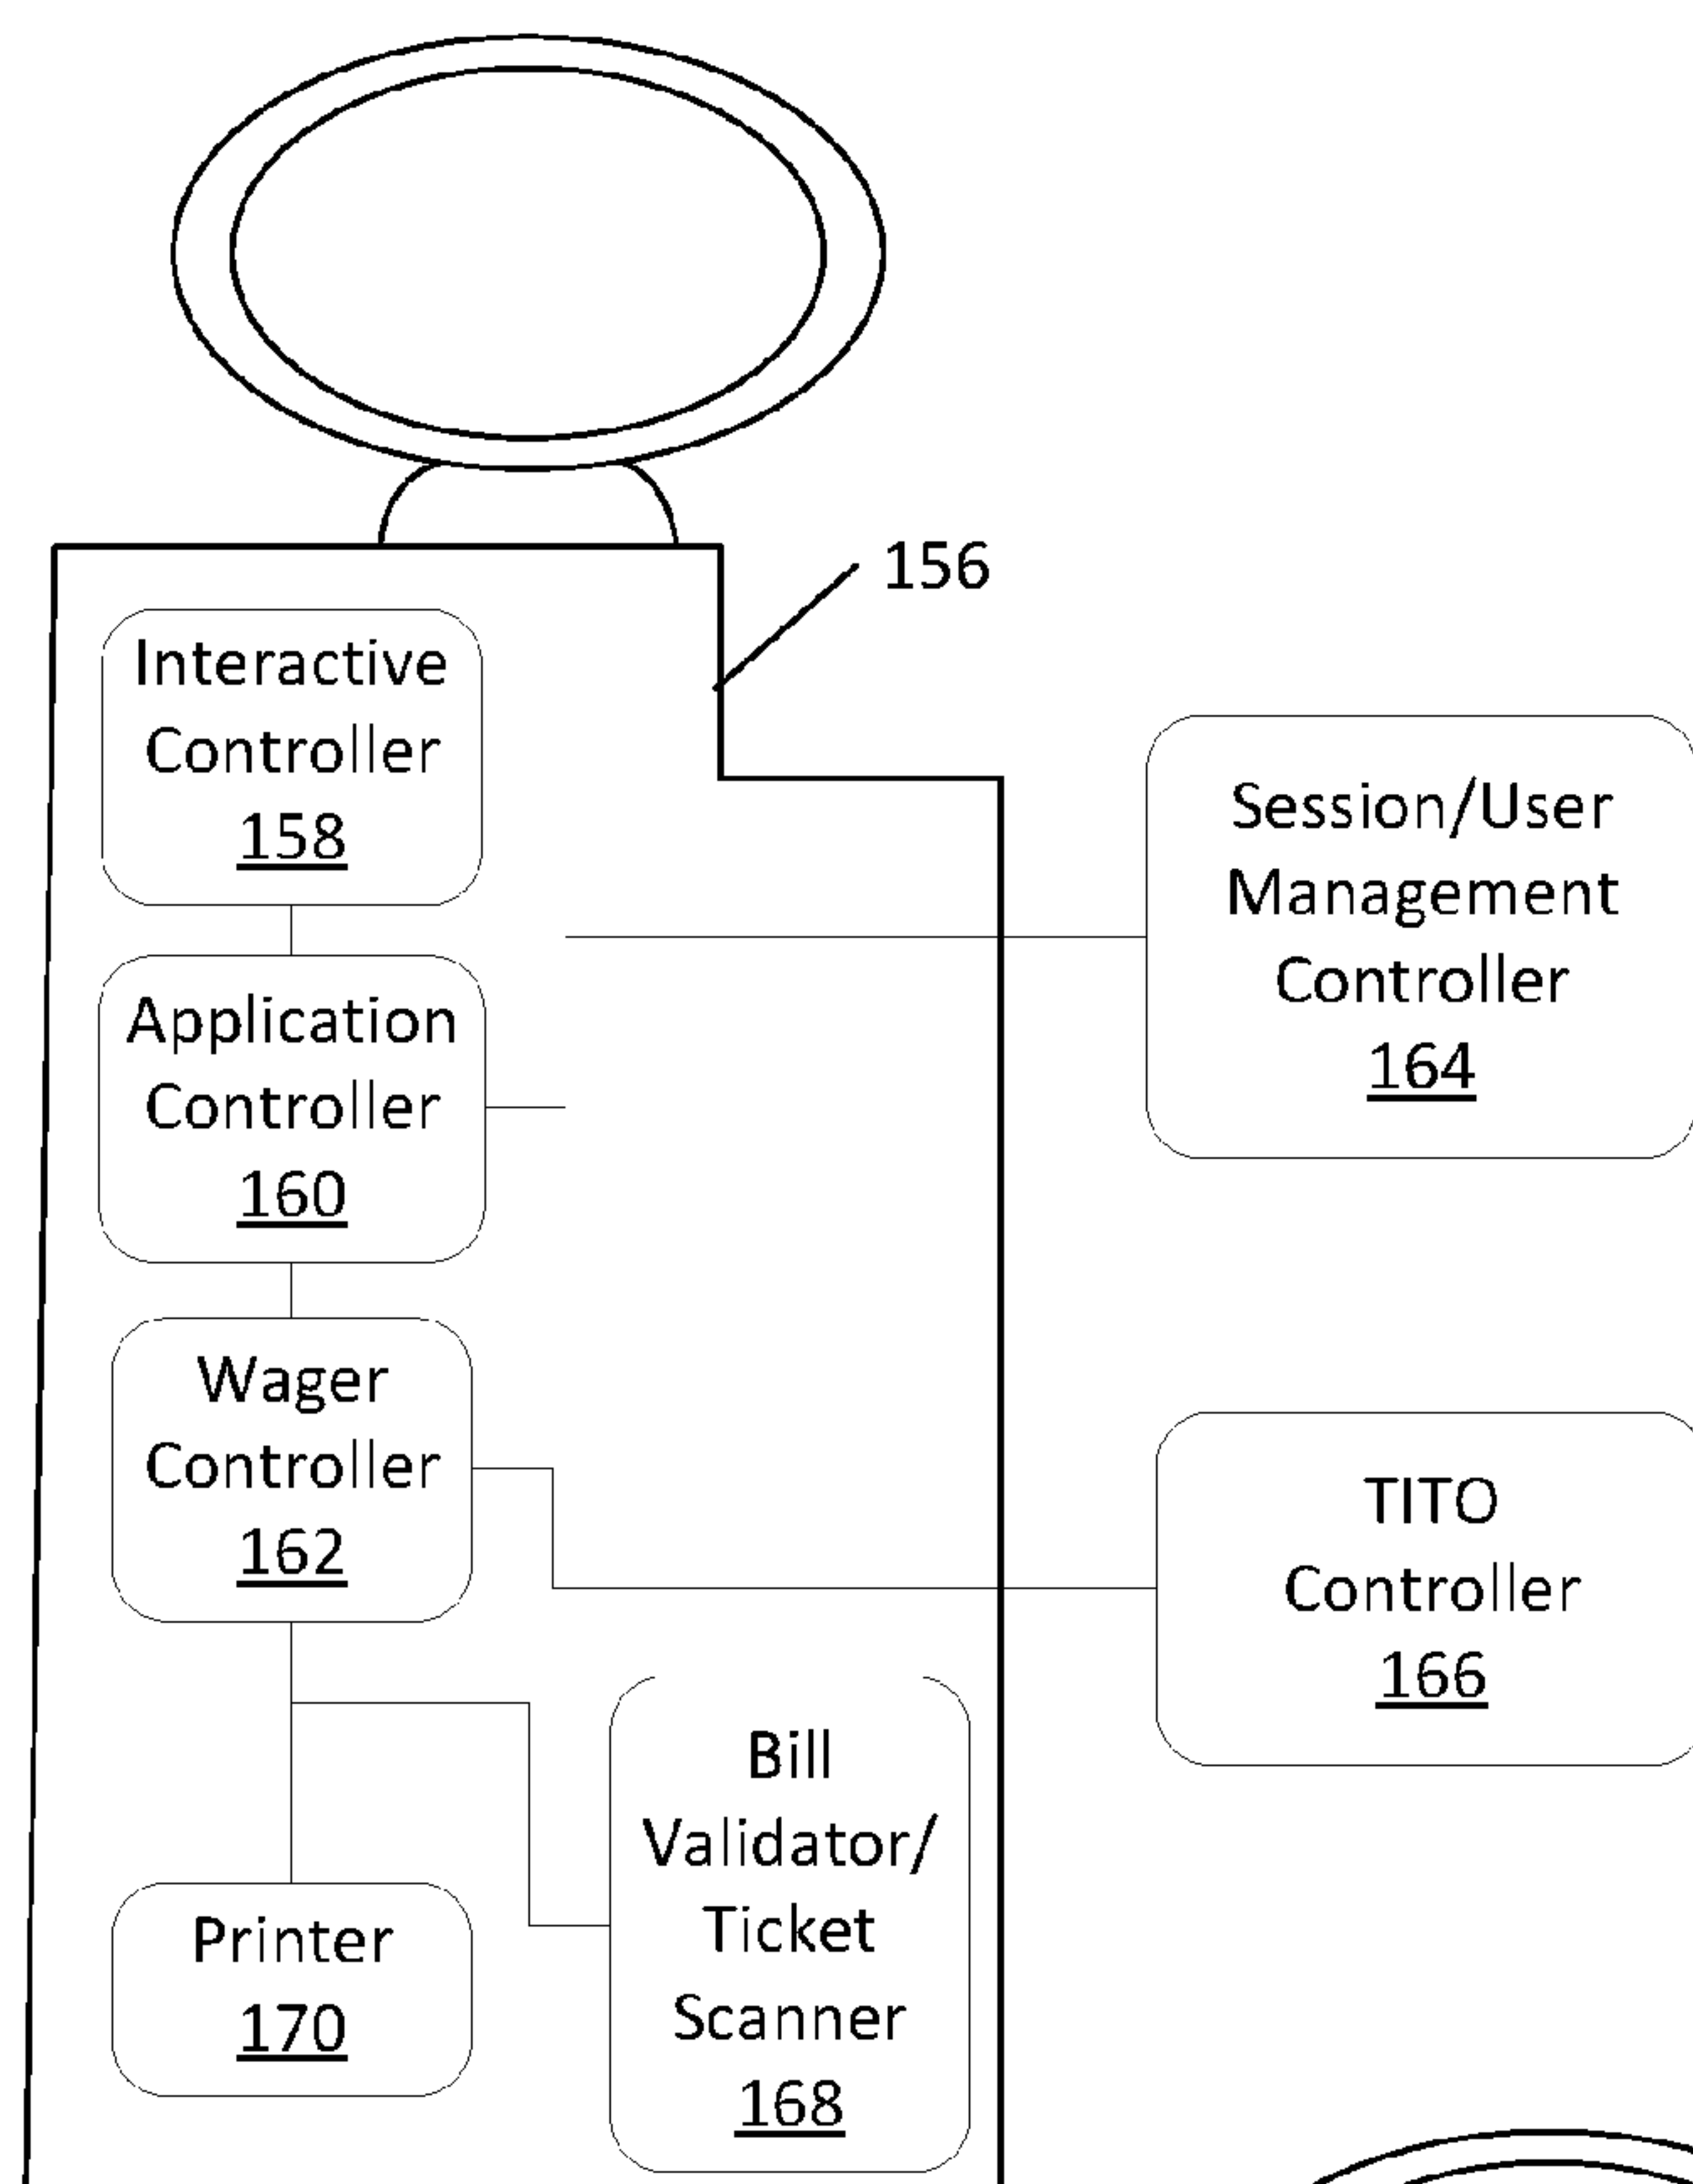 156
Interactive
Controller
158
Session/User
Management
Controller
164
Application
Controller
160
Wager
Controller
162
TITO
Controller
166
Bill
Validator/
Ticket
Scanner
168
Printer
170